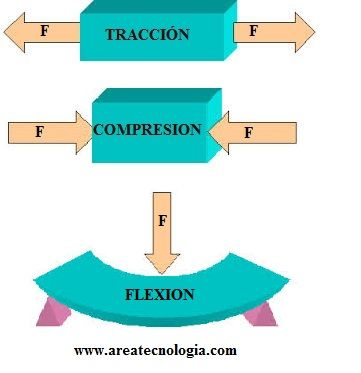 F TRACCIÓN F
F COMPRESION F
F
FLEXION
www.areatecnologia.com